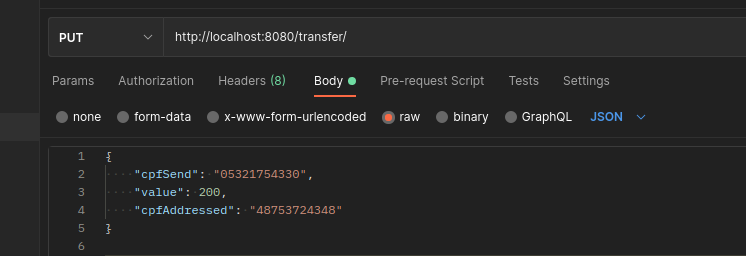 PUT http://localhost:8080/transfer/
Params Authorization Headers (8) Body Pre-request Script Tests Settings
none form-data x-www-form-urlencoded raw binary GraphQL JSON
1 {
2 "cpfSend": "05321754330",
3 "value": 200,
4 "cpfAddressed": "48753724348"
5 }
6